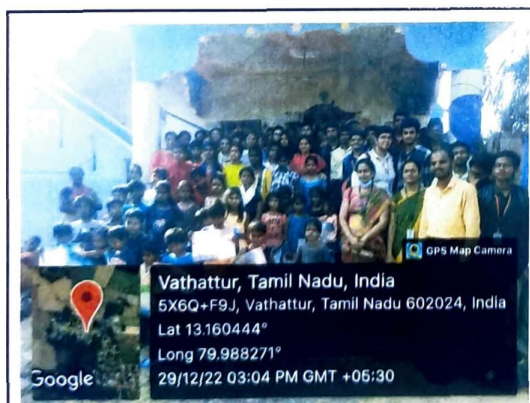 GPS Map Camera
Vathattur, Tamil Nadu, India
5X6Q+F9J, Vathattur, Tamil Nadu 602024, India
Lat 13.160444°
Long 79.988271°
29/12/22 03:04 PM GMT +05:30
Google